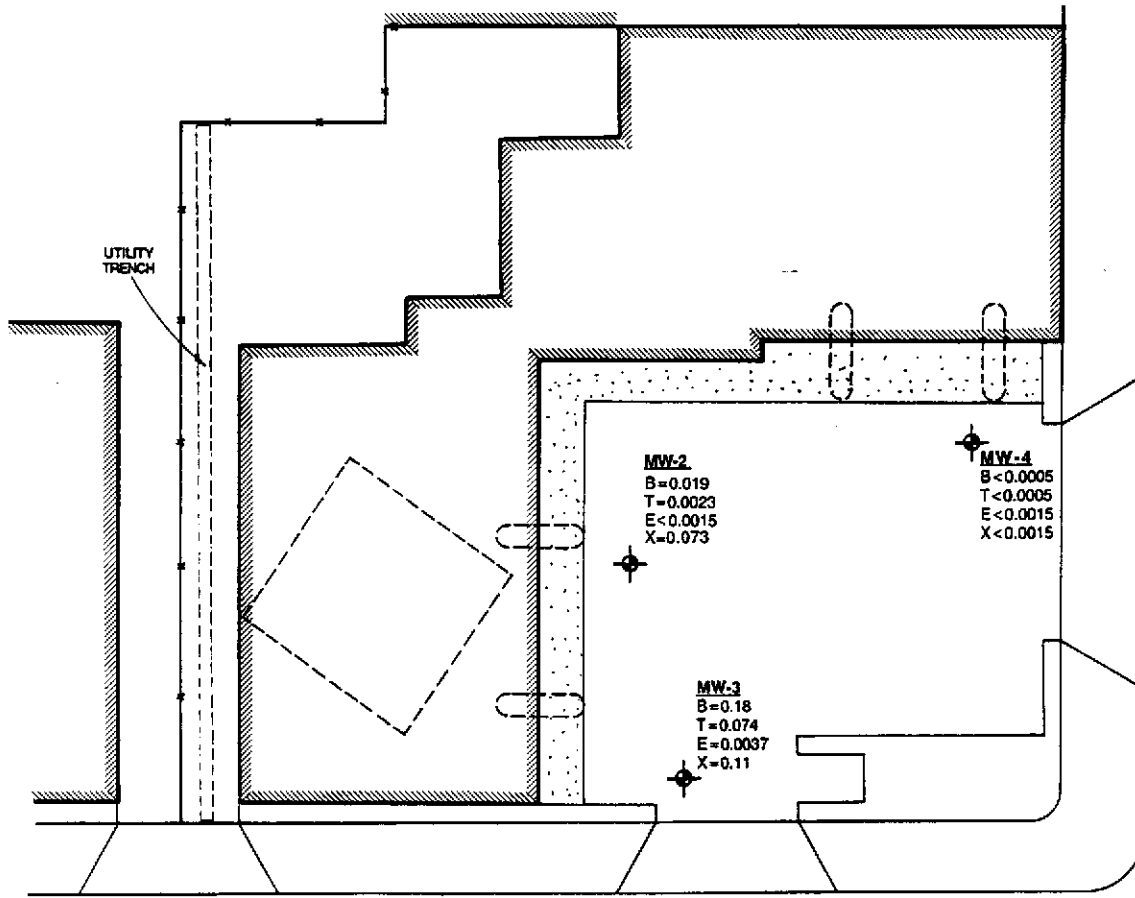 UTILITY
TRENCH
MW-2
B=0.019
T=0.0023
E<0.0015
X=0.073
MW-4
B<0.0005
T<0.0005
E<0.0015
X<0.0015
MW-3
B=0.18
T=0.074
E=0.0037
X=0.11